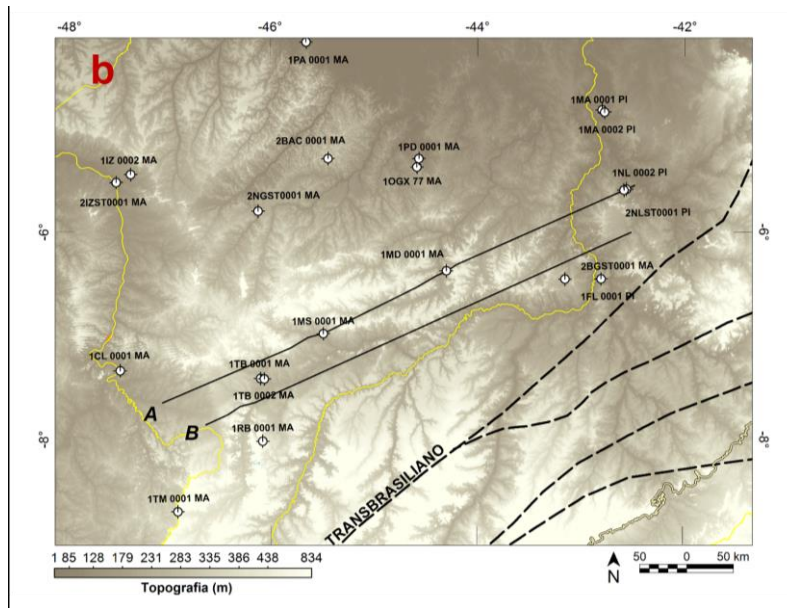 -48°
-46°
-44°
-42°
b
1PA 0001 MA
1MA 0001 PI
1MA 0002 PI
2BAC 0001 MA
1PD 0001 MA
1IZ 0002 MA
1OGX 77 MA
1NL 0002 PI
2IZST0001 MA
2NGST0001 MA
2NLST0001 PI
-6°
-6°
1MD 0001 MA
2BGST0001 MA
1FL 0001 PI
1MS 0001 MA
1CL 0001 MA
1TB 0001 MA
1TB 0002 MA
A
B
1RB 0001 MA
-8°
-8°
TRANSBRASILIANO
1TM 0001 MA
1 85 128 179 231 283 335 386 438 834
Topografia (m)
N
50 0 50 km